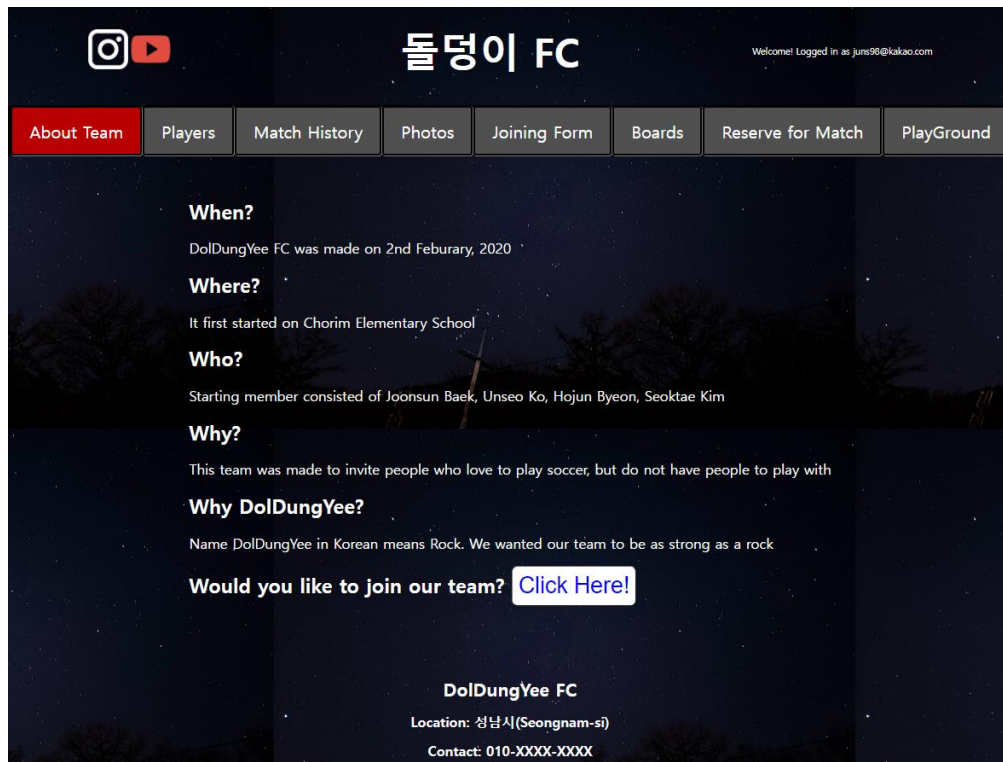 돌덩이 FC
Welcome! Logged in as juns98@kakao.com
About Team Players Match History Photos Joining Form Boards Reserve for Match PlayGround
When?
DolDungYee FC was made on 2nd Feburary, 2020
Where?
It first started on Chorim Elementary School
Who?
Starting member consisted of Joonsun Baek, Unseo Ko, Hojun Byeon, Seoktae Kim
Why?
This team was made to invite people who love to play soccer, but do not have people to play with
Why DolDungYee?
Name DolDungYee in Korean means Rock. We wanted our team to be as strong as a rock
Would you like to join our team? Click Here!
DolDungYee FC
Location: 성남시(Seongnam-si)
Contact: 010-XXXX-XXXX